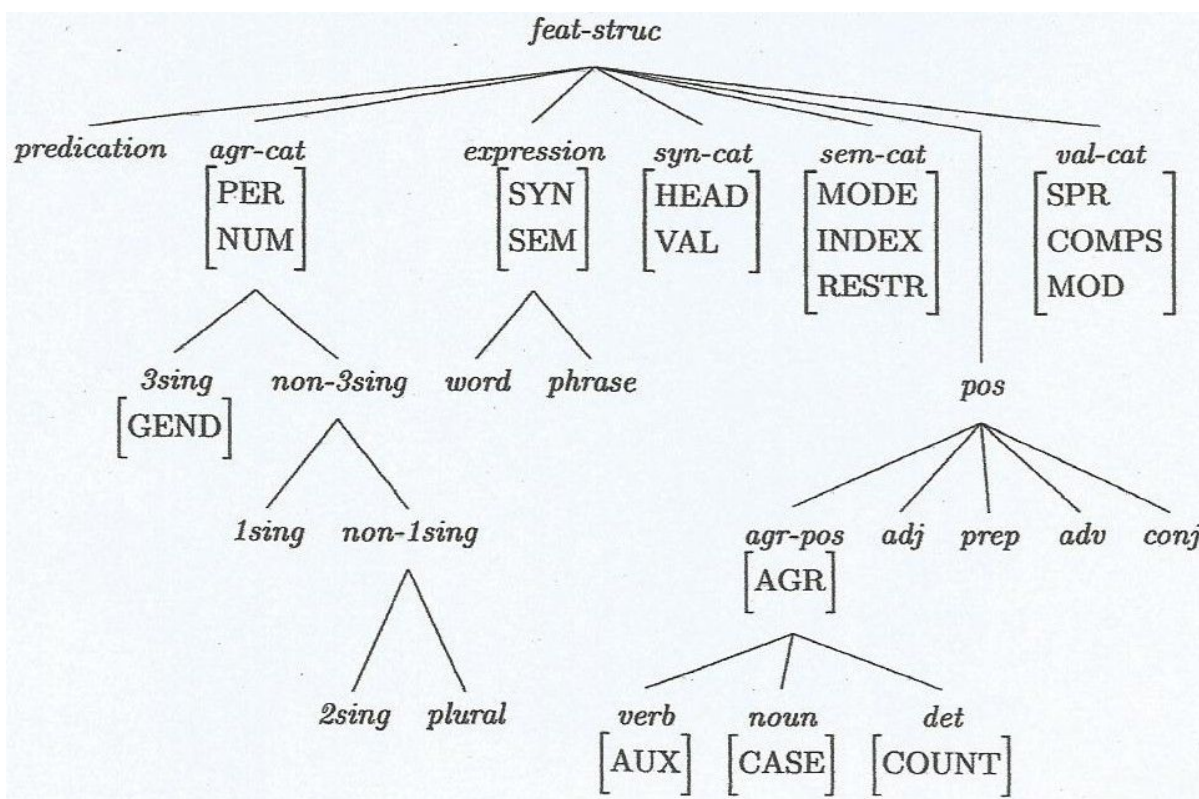 feat-struc
predication agr-cat expression syn-cat sem-cat val-cat
PER SYN HEAD MODE SPR
NUM SEM VAL INDEX COMPS
RESTR MOD
3sing non-3sing word phrase pos
GEND
1sing non-1sing agr-pos adj prep adv conj
AGR
2sing plural verb noun det
AUX CASE COUNT